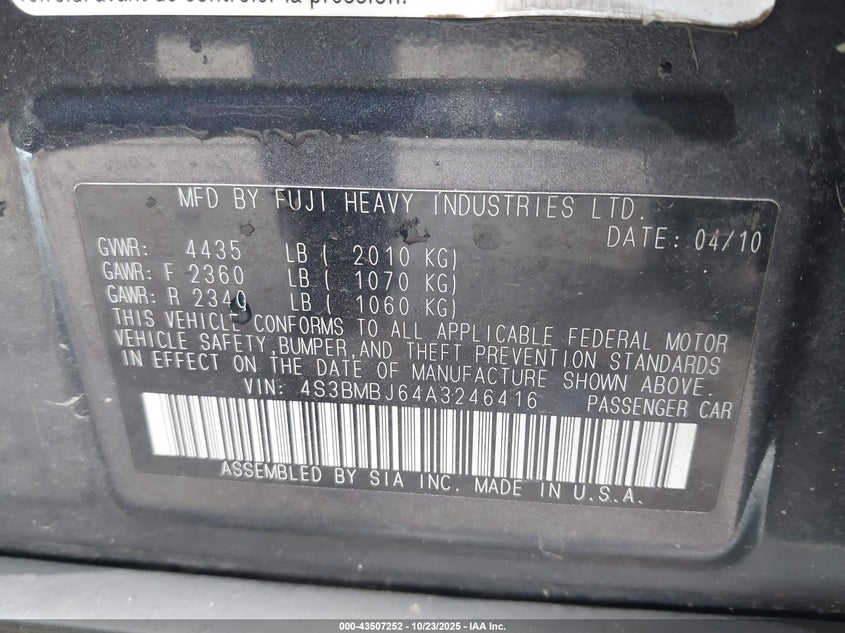 la pression.
MFD BY FUJI HEAVY INDUSTRIES LTD.
DATE: 04/10
GVWR: 4435 LB ( 2010 KG)
GAWR: F 2360 LB ( 1070 KG)
GAWR: R 2340 LB ( 1060 KG)
THIS VEHICLE CONFORMS TO ALL APPLICABLE FEDERAL MOTOR
VEHICLE SAFETY,BUMPER,AND THEFT PREVENTION STANDARDS
IN EFFECT ON THE DATE OF MANUFACTURE SHOWN ABOVE.
VIN: 4S3BMBJ64A3246416 PASSENGER CAR
ASSEMBLED BY SIA INC. MADE IN U.S.A.
000-43507252 - 10/23/2025 - IAA Inc.